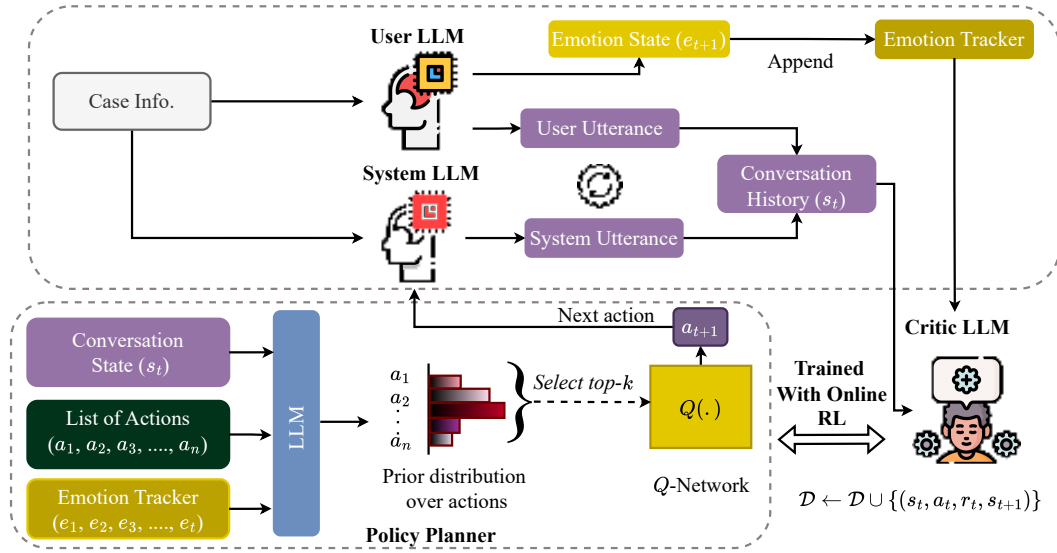 User LLM
Emotion State (e_{t+1})
Emotion Tracker
Append
Case Info.
User Utterance
System LLM
Conversation
History (s_t)
System Utterance
Next action
a_{t+1}
Critic LLM
Conversation
State (s_t)
List of Actions
(a_1, a_2, a_3, ...., a_n)
Emotion Tracker
(e_1, e_2, e_3, ...., e_t)
LLM
a_1
a_2
.
.
.
a_n
Prior distribution
over actions
Select top-k
Q(.)
Q-Network
Policy Planner
Trained
With Online
RL
𝒟 ← 𝒟 ∪ {(s_t, a_t, r_t, s_{t+1})}